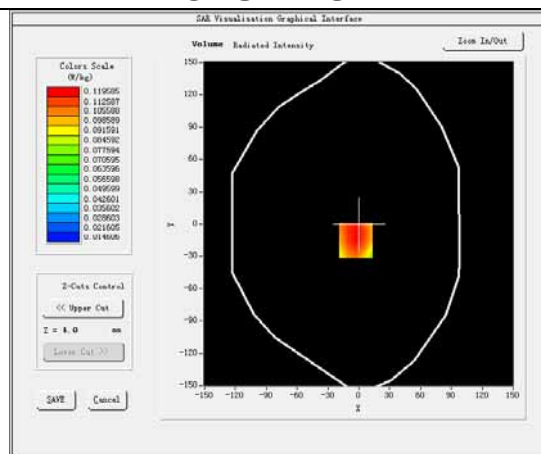 SAR Visualisation Graphical Interface
Volume Radiated Intensity
Zoom In/Out
Colors Scale
(W/kg)
0.119585
0.112587
0.105588
0.098589
0.091591
0.084592
0.077594
0.070595
0.063596
0.056598
0.049599
0.042601
0.035602
0.028603
0.021605
0.014606
Z-Cuts Control
<< Upper Cut
Z = 4.0 mm
Lower Cut >>
SAVE
Cancel
150
120
90
60
30
0
-30
-60
-90
-120
-150
Y
-150 -120 -90 -60 -30 0 30 60 90 120 150
X